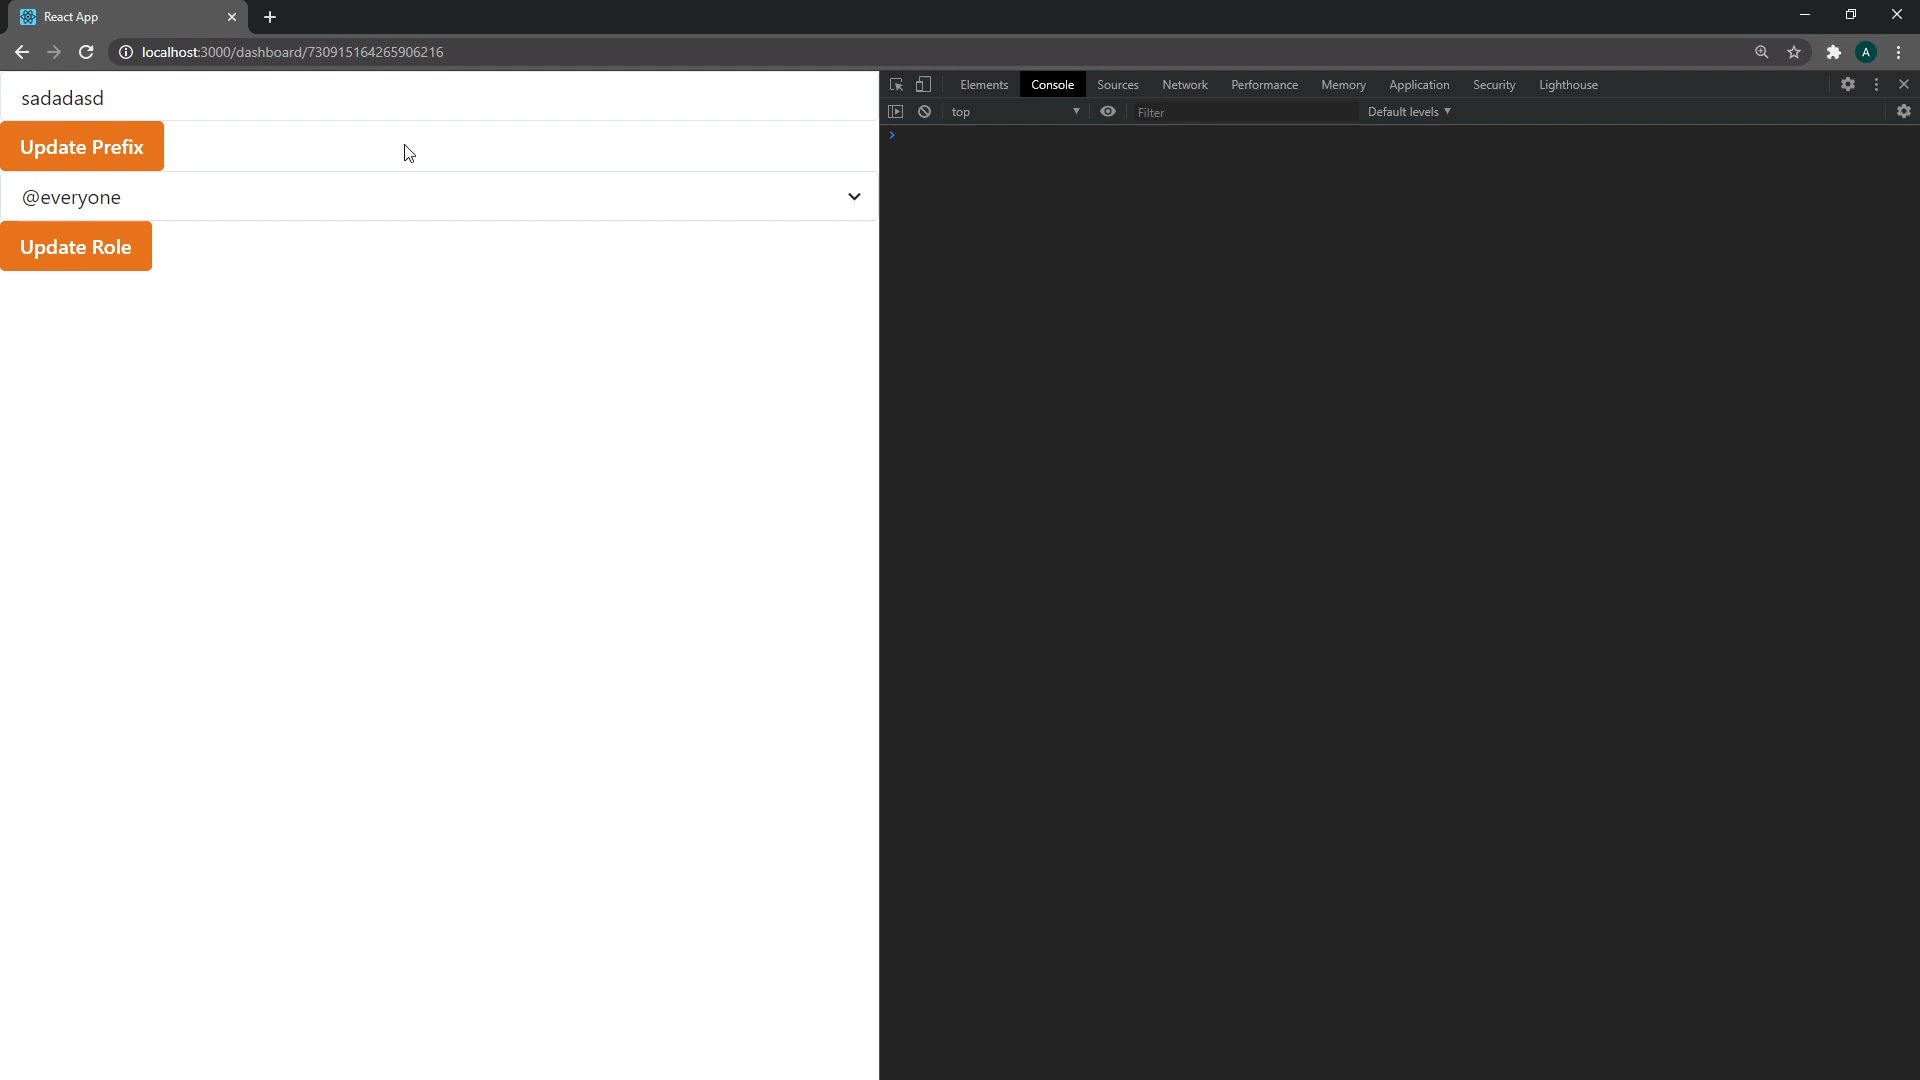 React App
localhost:3000/dashboard/730915164265906216
A
sadadasd
Update Prefix
@everyone
Update Role
Elements Console Sources Network Performance Memory Application Security Lighthouse
top Filter Default levels